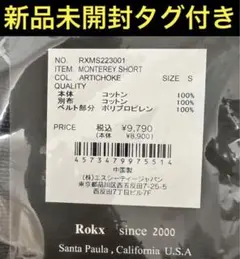 新品未開封タグ付き
NO. RXMS223001
ITEM. MONTEREY SHORT
COL. ARTICHOKE SIZE S
QUALITY
本体 コットン 100%
別布 コットン 100%
ベルト部分 ポリプロピレン 100%
PRICE 税込 ¥9,790
(本体 ¥8,900)
4573479975514
中国製
(株)エスシーティージャパン
東京都品川区西五反田7-25-5
西反田7丁目ビル7F
Rokx since 2000
Santa Paula, California U.S.A